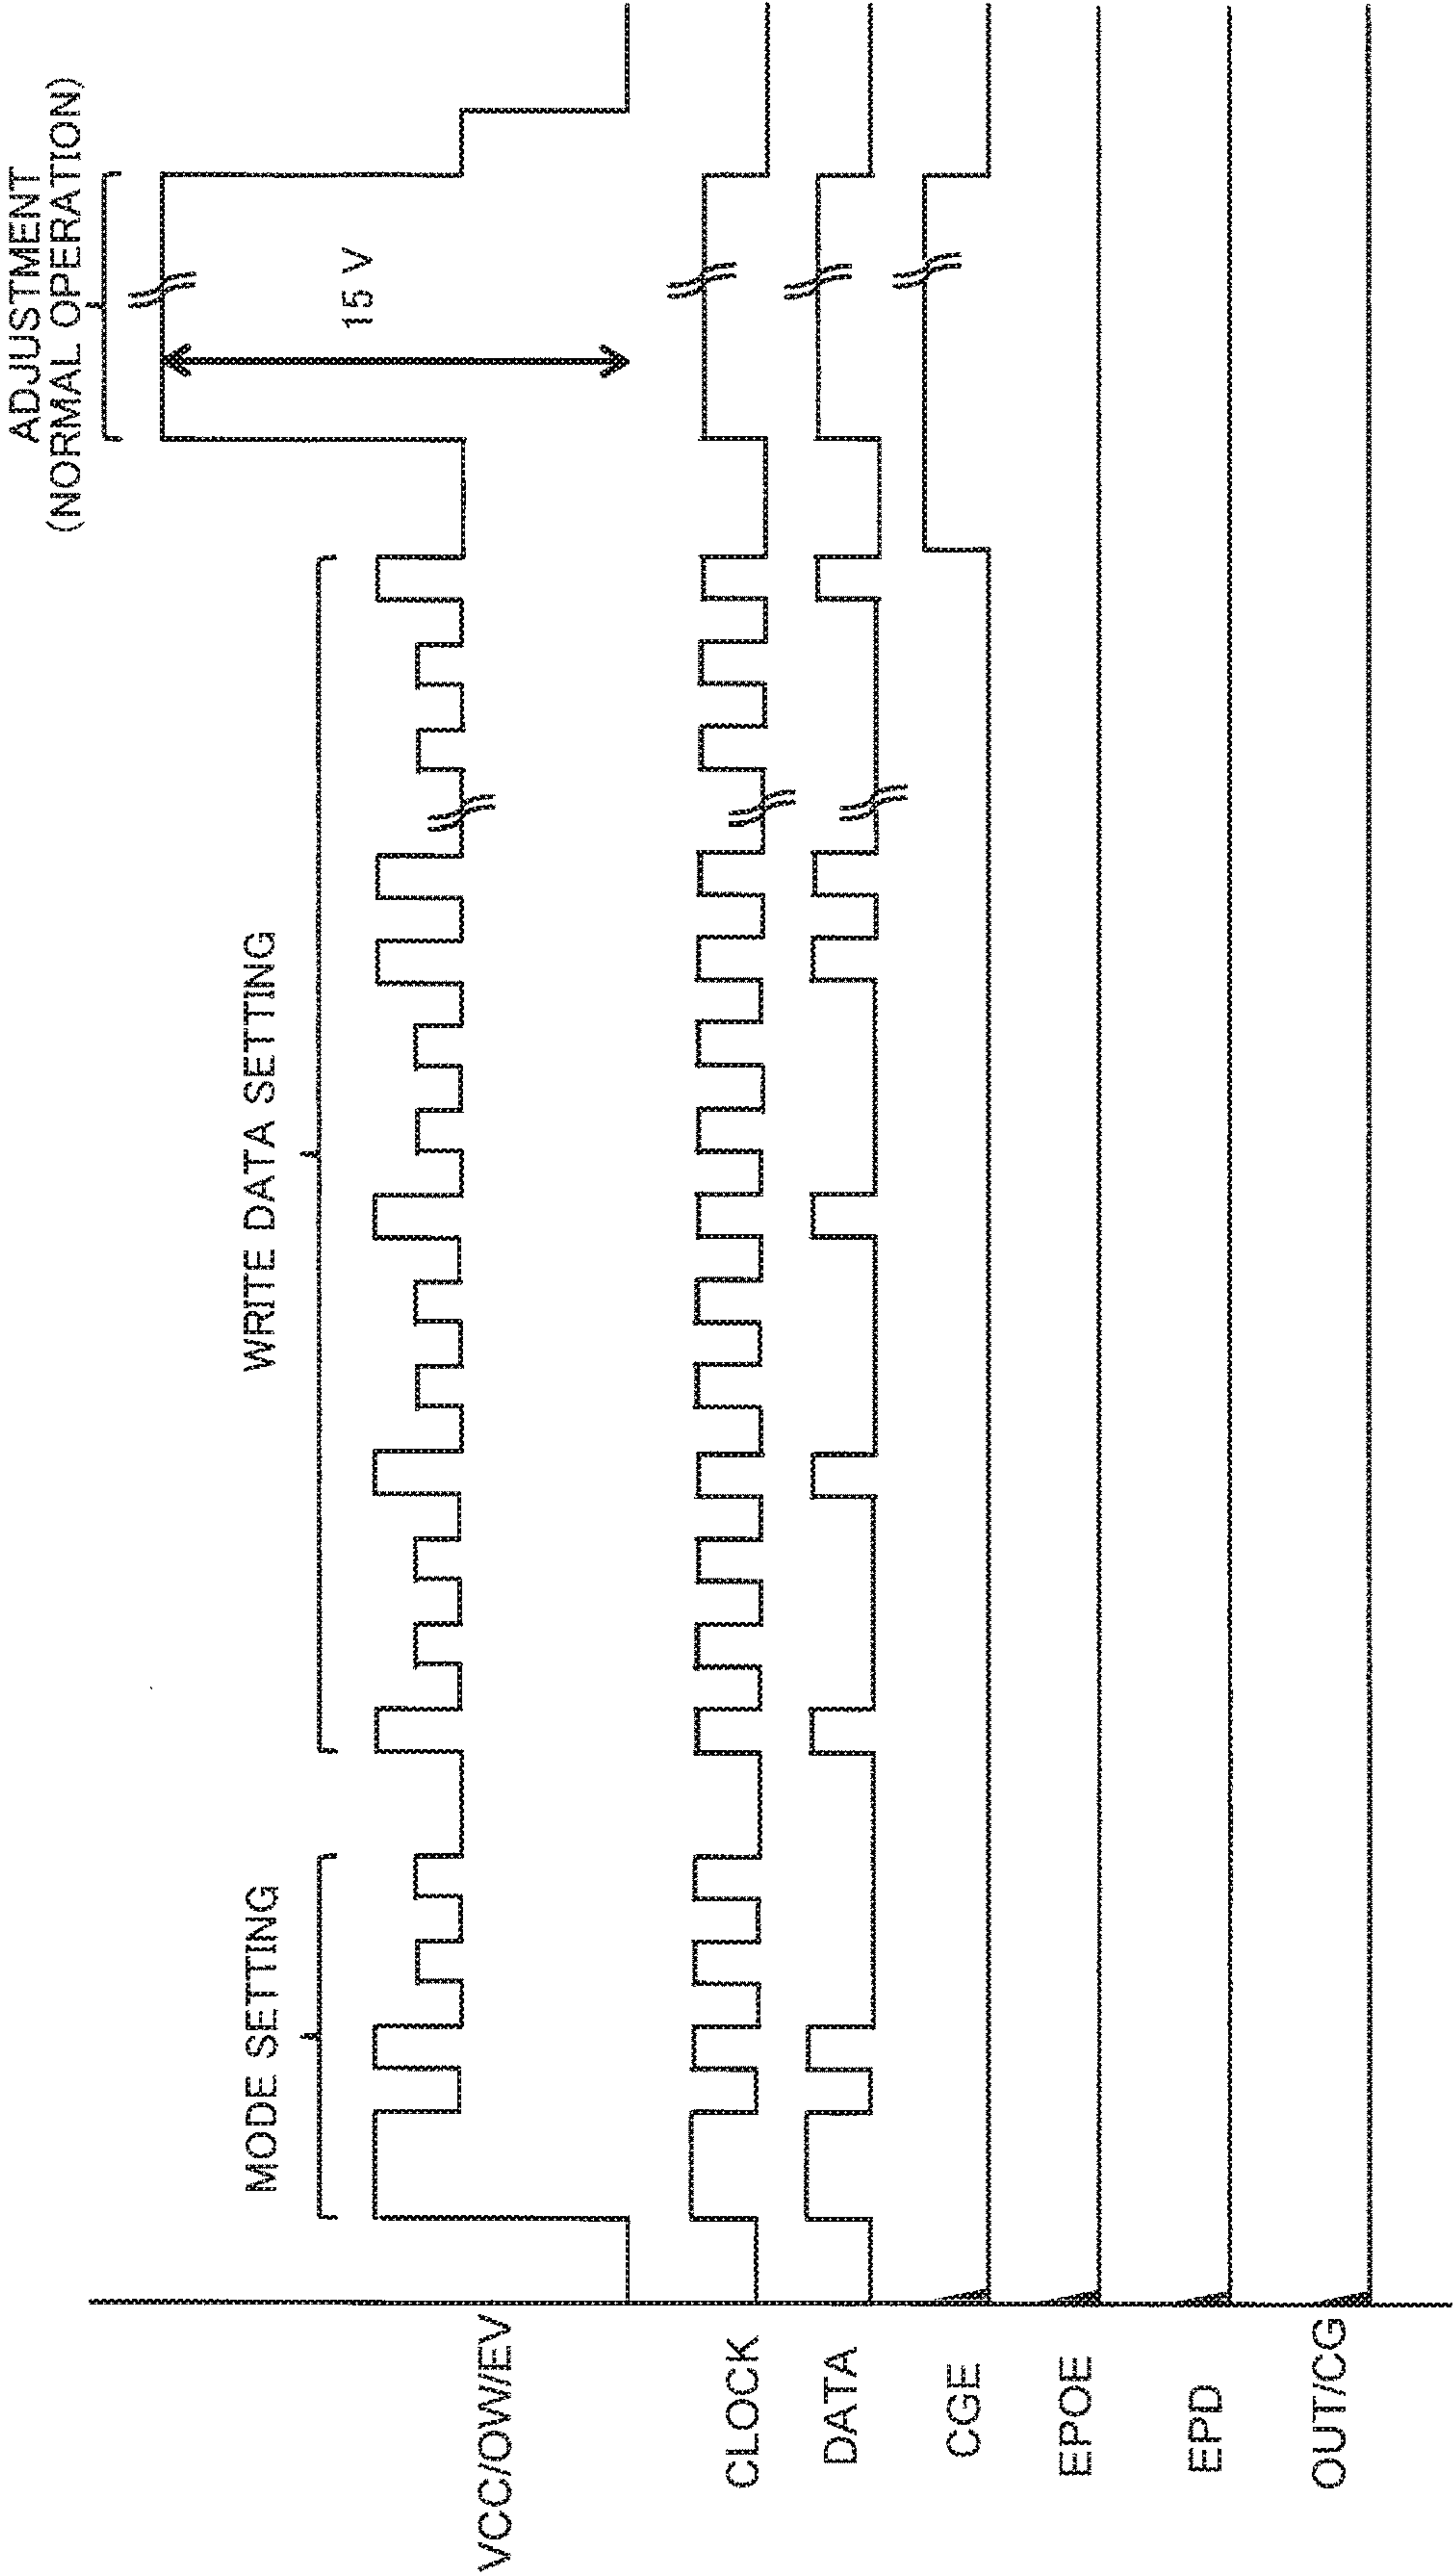 ADJUSTMENT
(NORMAL OPERATION)
15 V
WRITE DATA SETTING
MODE SETTING
VCC/OW/EV
CLOCK
DATA
CGE
EPOE
EPD
OUT/CG